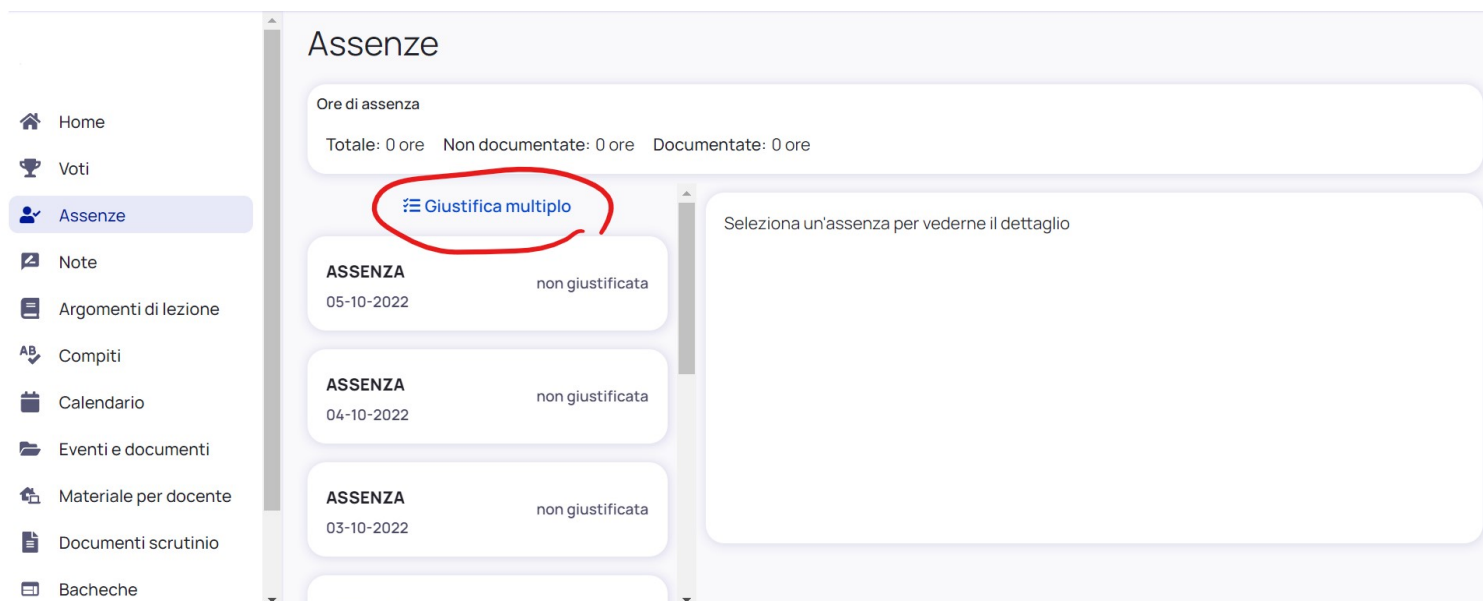 Home
Voti
Assenze
Note
Argomenti di lezione
Compiti
Calendario
Eventi e documenti
Materiale per docente
Documenti scrutinio
Bacheche
Assenze
Ore di assenza
Totale: 0 ore Non documentate: 0 ore Documentate: 0 ore
Giustifica multiplo
ASSENZA
05-10-2022
non giustificata
ASSENZA
04-10-2022
non giustificata
ASSENZA
03-10-2022
non giustificata
Seleziona un'assenza per vederne il dettaglio